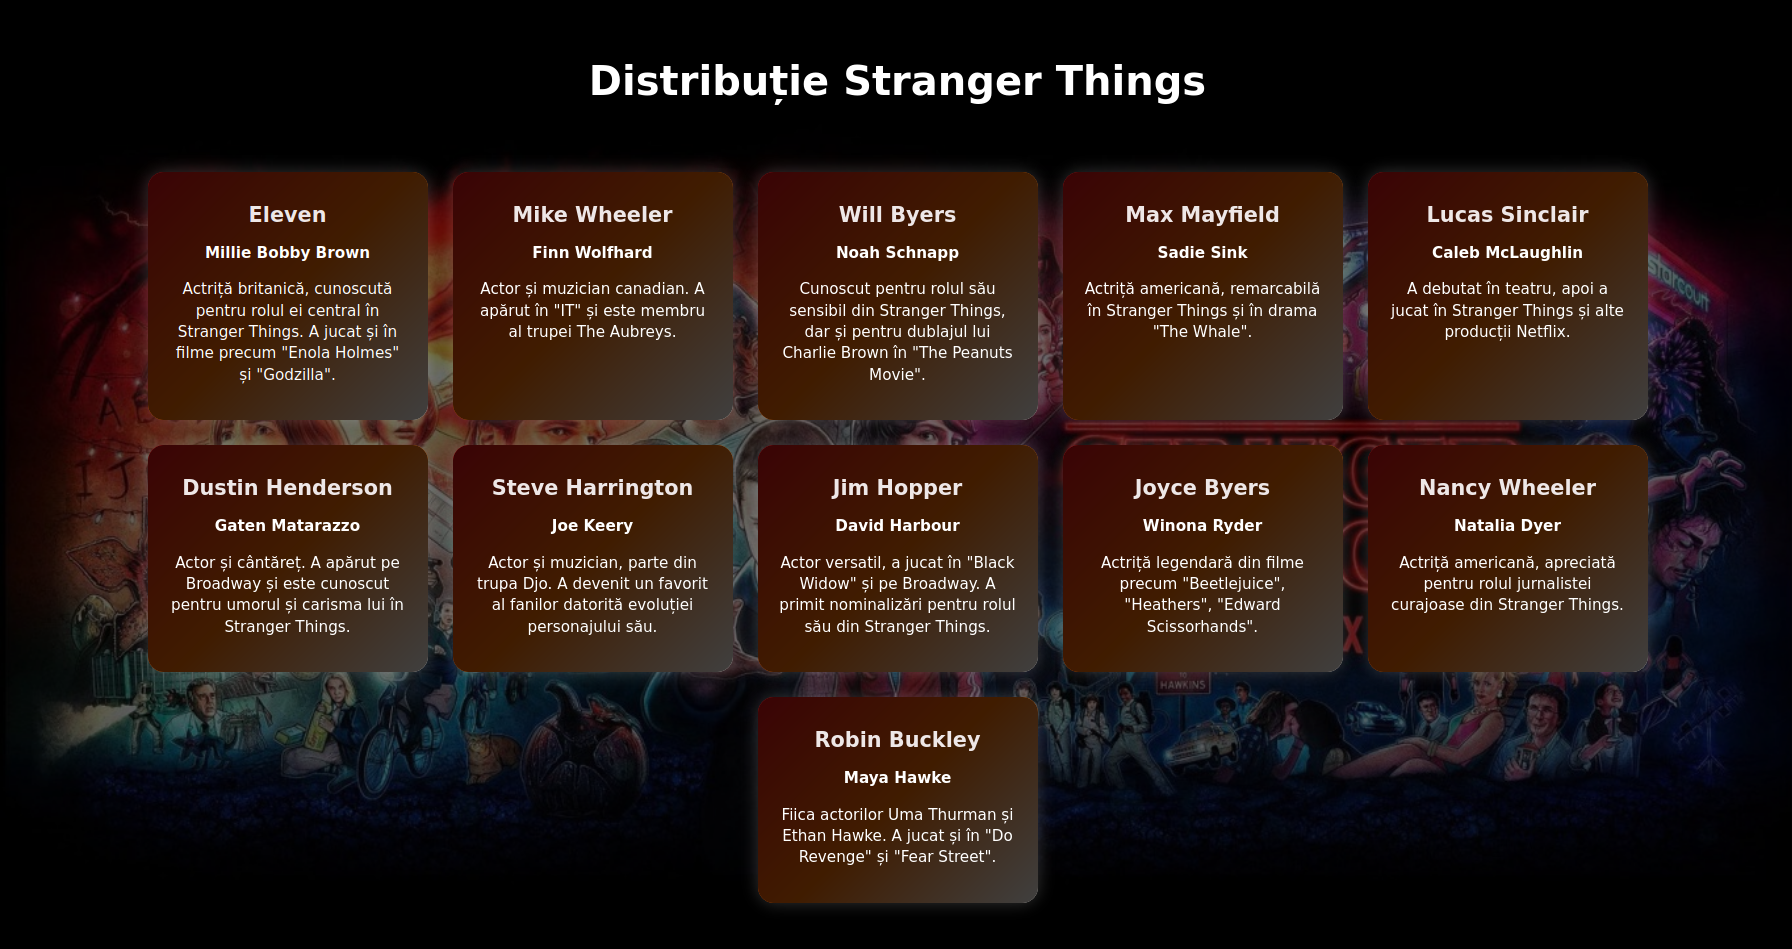 Distribuție Stranger Things
Eleven
Millie Bobby Brown
Actriță britanică, cunoscută
pentru rolul ei central în
Stranger Things. A jucat și în
filme precum "Enola Holmes"
și "Godzilla".
Mike Wheeler
Finn Wolfhard
Actor și muzician canadian. A
apărut în "IT" și este membru
al trupei The Aubreys.
Will Byers
Noah Schnapp
Cunoscut pentru rolul său
sensibil din Stranger Things,
dar și pentru dublajul lui
Charlie Brown în "The Peanuts
Movie".
Max Mayfield
Sadie Sink
Actriță americană, remarcabilă
în Stranger Things și în drama
"The Whale".
Lucas Sinclair
Caleb McLaughlin
A debutat în teatru, apoi a
jucat în Stranger Things și alte
producții Netflix.
Starcourt
Dustin Henderson
Gaten Matarazzo
Actor și cântăreț. A apărut pe
Broadway și este cunoscut
pentru umorul și carisma lui în
Stranger Things.
Steve Harrington
Joe Keery
Actor și muzician, parte din
trupa Djo. A devenit un favorit
al fanilor datorită evoluției
personajului său.
Jim Hopper
David Harbour
Actor versatil, a jucat în "Black
Widow" și pe Broadway. A
primit nominalizări pentru rolul
său din Stranger Things.
Joyce Byers
Winona Ryder
Actriță legendară din filme
precum "Beetlejuice",
"Heathers", "Edward
Scissorhands".
Nancy Wheeler
Natalia Dyer
Actriță americană, apreciată
pentru rolul jurnalistei
curajoase din Stranger Things.
HAWKINS
Robin Buckley
Maya Hawke
Fiica actorilor Uma Thurman și
Ethan Hawke. A jucat și în "Do
Revenge" și "Fear Street".